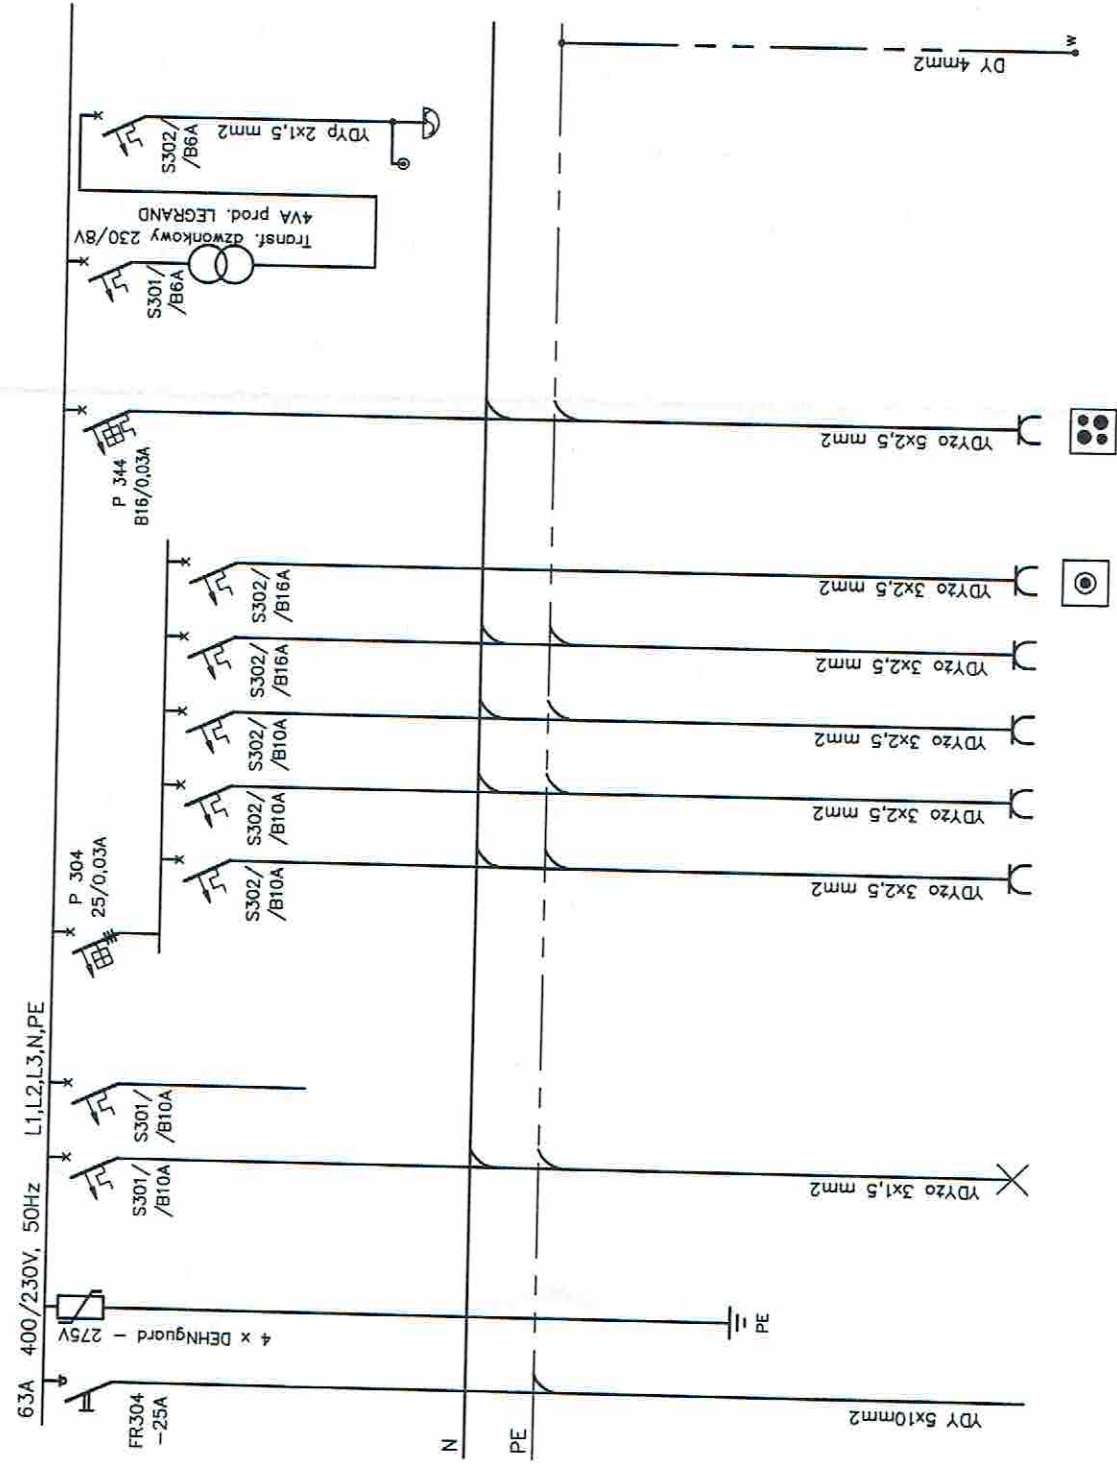 63A 400/230V, 50Hz L1,L2,L3,N,PE
FR304
-25A
YDY 5x10mm2
4 x DEHNguard - 275V
PE
S301/
/B10A
YDYżo 3x1,5 mm2
S301/
/B10A
P 304
25/0,03A
S302/
/B10A
YDYżo 3x2,5 mm2
S302/
/B10A
YDYżo 3x2,5 mm2
S302/
/B10A
YDYżo 3x2,5 mm2
S302/
/B16A
YDYżo 3x2,5 mm2
S302/
/B16A
YDYżo 3x2,5 mm2
P 344
B16/0,03A
YDYżo 5x2,5 mm2
S301/
/B6A
Transf. dzwonkowy 230/8V
4VA prod. LEGRAND
S302/
/B6A
YDYp 2x1,5 mm2
DY 4mm2
W
N
PE